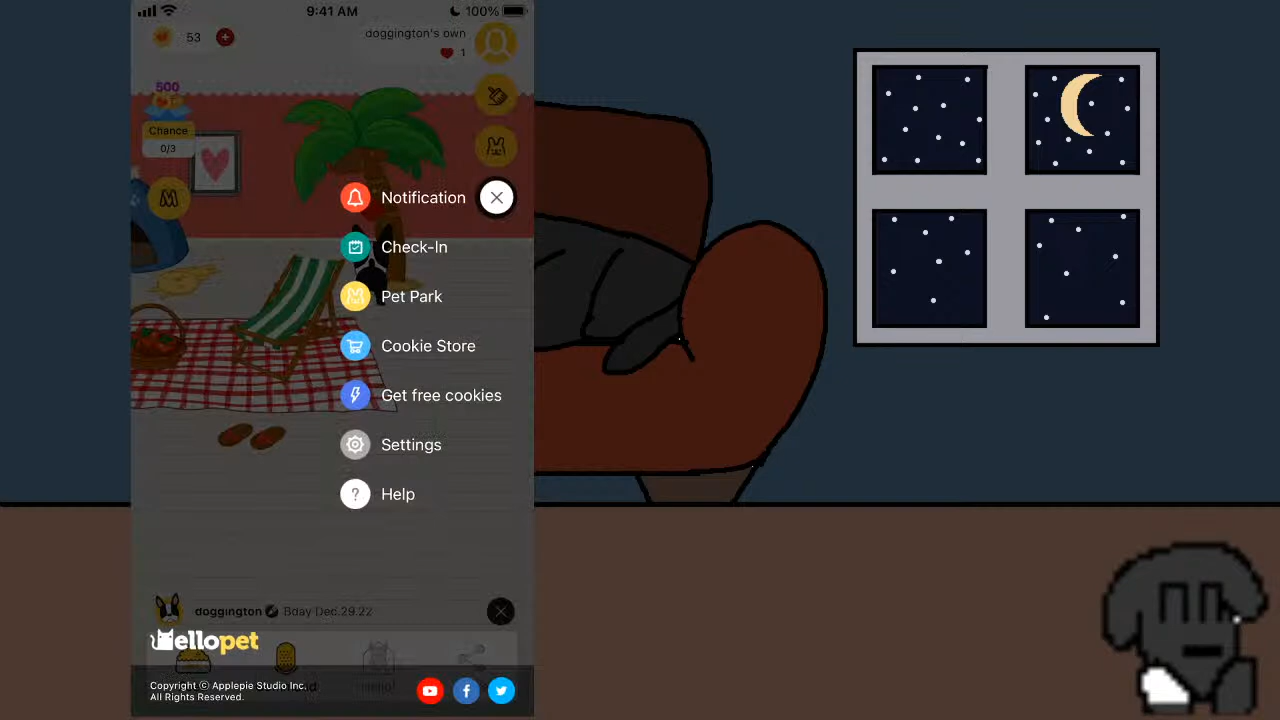 9:41 AM
100%
53
doggington's own
1
500
Chance
0/3
Notification
Check-In
Pet Park
Cookie Store
Get free cookies
Settings
Help
?
doggington Bday Dec.29.22
Hellopet
Copyright ⓒ Applepie Studio Inc.
All Rights Reserved.